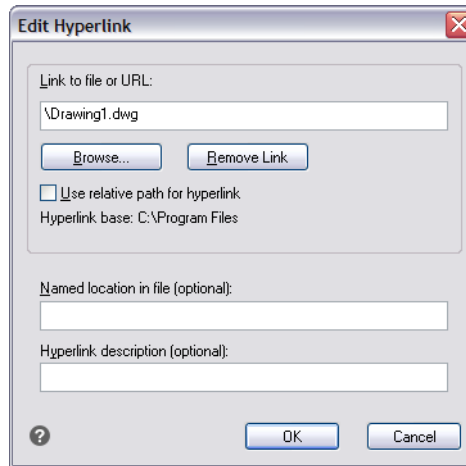 Edit Hyperlink
Link to file or URL:
\Drawing1.dwg
Browse... Remove Link
Use relative path for hyperlink
Hyperlink base: C:\Program Files
Named location in file (optional):
Hyperlink description (optional):
? OK Cancel